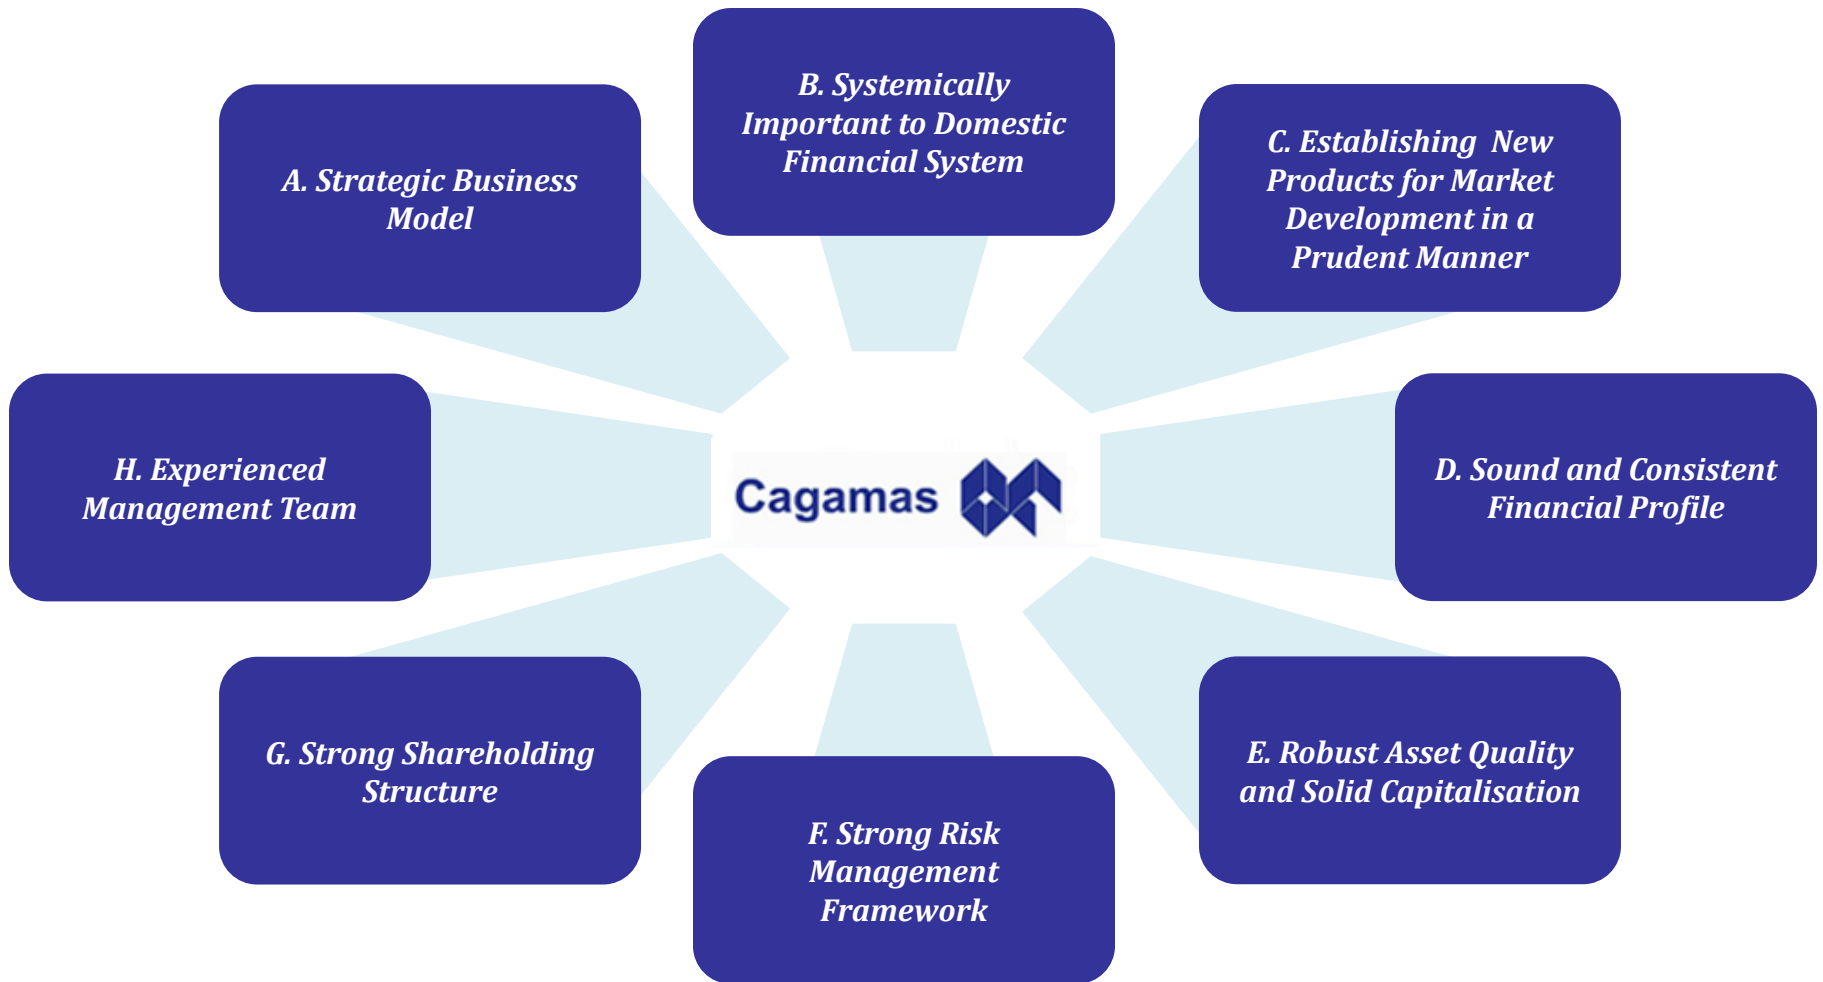 A. Strategic Business
Model
B. Systemically
Important to Domestic
Financial System
C. Establishing  New
Products for Market
Development in a
Prudent Manner
D. Sound and Consistent
Financial Profile
E. Robust Asset Quality
and Solid Capitalisation
F. Strong Risk
Management
Framework
G. Strong Shareholding
Structure
H. Experienced
Management Team
Cagamas